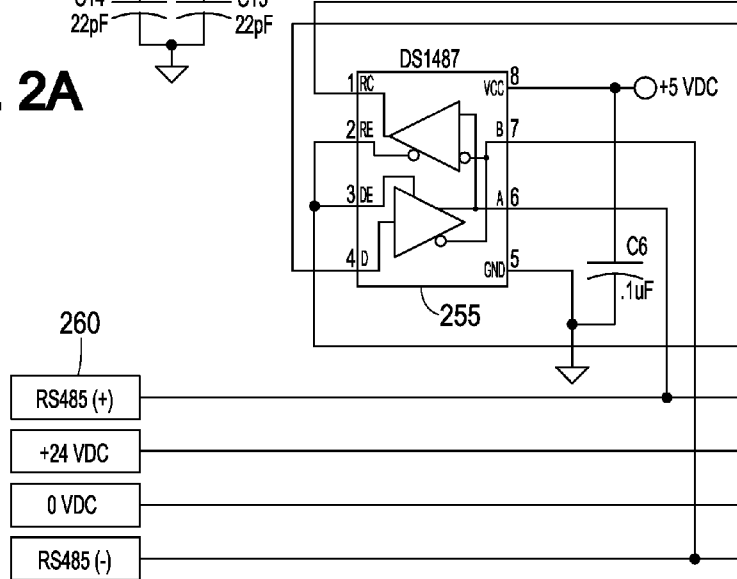 22pF
22pF
. 2A
DS1487
1
RC
VCC
8
+5 VDC
2
RE
B
7
3
DE
A
6
4
D
GND
5
C6
.1uF
255
260
RS485 (+)
+24 VDC
0 VDC
RS485 (-)